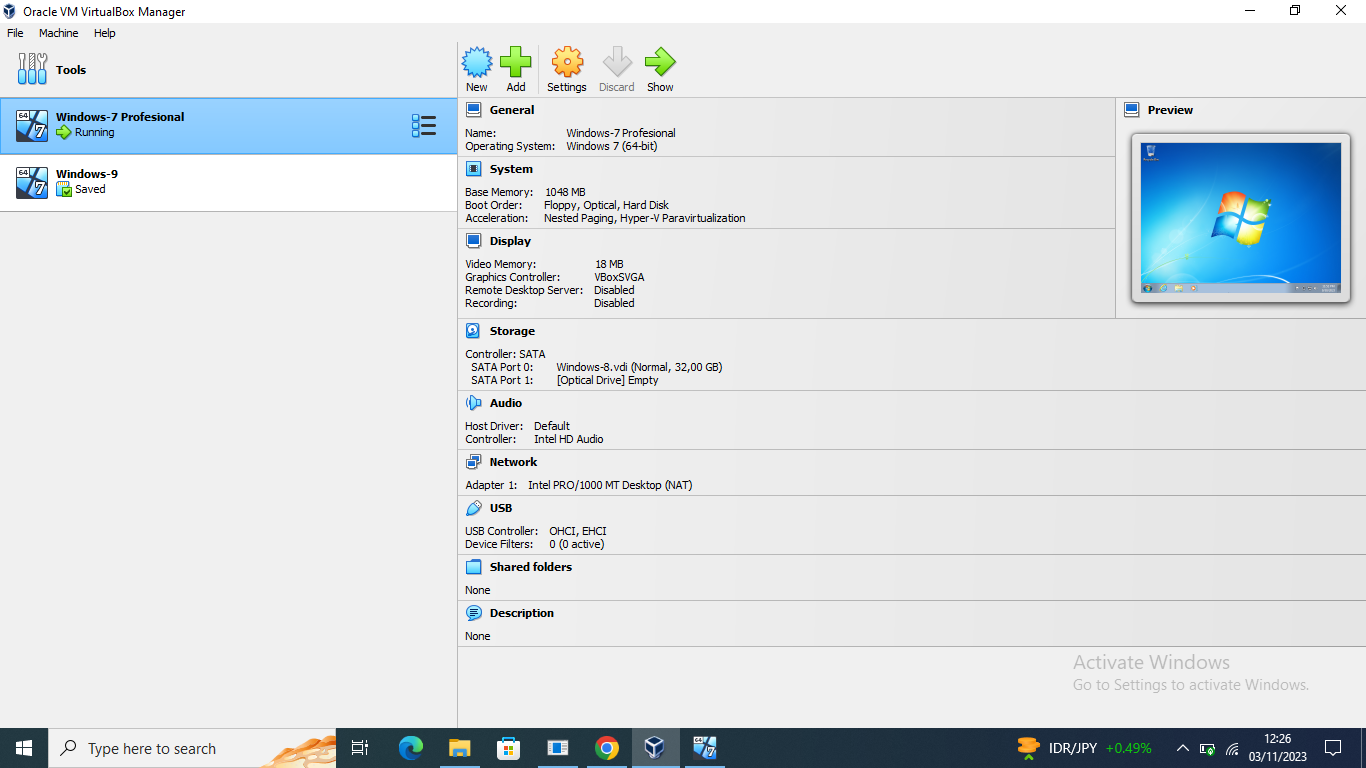 Oracle VM VirtualBox Manager
File Machine Help
Tools
New Add Settings Discard Show
64 7
Windows-7 Profesional
Running
64 7
Windows-9
Saved
General
Name: Windows-7 Profesional
Operating System: Windows 7 (64-bit)
System
Base Memory: 1048 MB
Boot Order: Floppy, Optical, Hard Disk
Acceleration: Nested Paging, Hyper-V Paravirtualization
Display
Video Memory: 18 MB
Graphics Controller: VBoxSVGA
Remote Desktop Server: Disabled
Recording: Disabled
Preview
Storage
Controller: SATA
SATA Port 0: Windows-8.vdi (Normal, 32,00 GB)
SATA Port 1: [Optical Drive] Empty
Audio
Host Driver: Default
Controller: Intel HD Audio
Network
Adapter 1: Intel PRO/1000 MT Desktop (NAT)
USB
USB Controller: OHCI, EHCI
Device Filters: 0 (0 active)
Shared folders
None
Description
None
Activate Windows
Go to Settings to activate Windows.
Type here to search
64 7
IDR/JPY +0.49%
12:26
03/11/2023